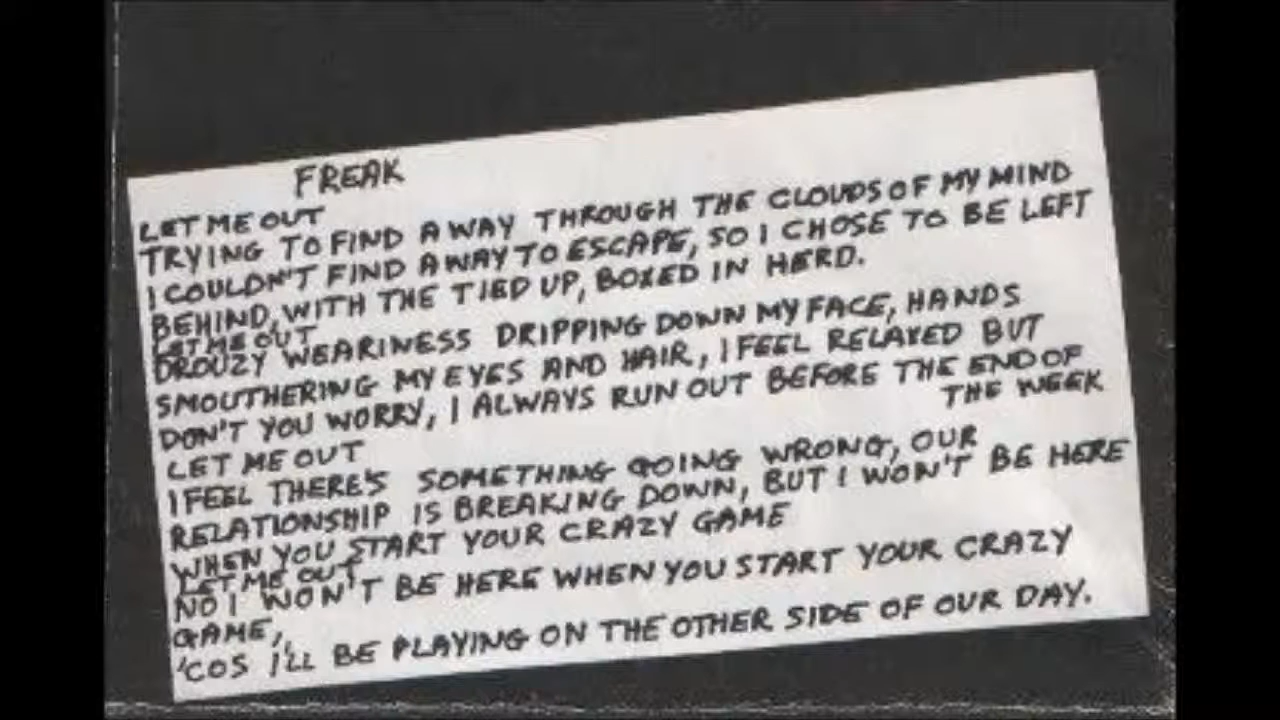 FREAK
LET ME OUT
TRYING TO FIND A WAY THROUGH THE CLOUDS OF MY MIND
I COULDN'T FIND A WAY TO ESCAPE, SO I CHOSE TO BE LEFT
BEHIND, WITH THE TIED UP, BOXED IN HERD.
LET ME OUT
DROUZY WEARINESS DRIPPING DOWN MY FACE, HANDS
SMOUTHERING MY EYES AND HAIR, I FEEL RELAXED BUT
DON'T YOU WORRY, I ALWAYS RUN OUT BEFORE THE END OF
THE WEEK
LET ME OUT
I FEEL THERE'S SOMETHING GOING WRONG, OUR
RELATIONSHIP IS BREAKING DOWN, BUT I WON'T BE HERE
WHEN YOU START YOUR CRAZY GAME
LET ME OUT
NO I WON'T BE HERE WHEN YOU START YOUR CRAZY
GAME,
'COS I'LL BE PLAYING ON THE OTHER SIDE OF OUR DAY.